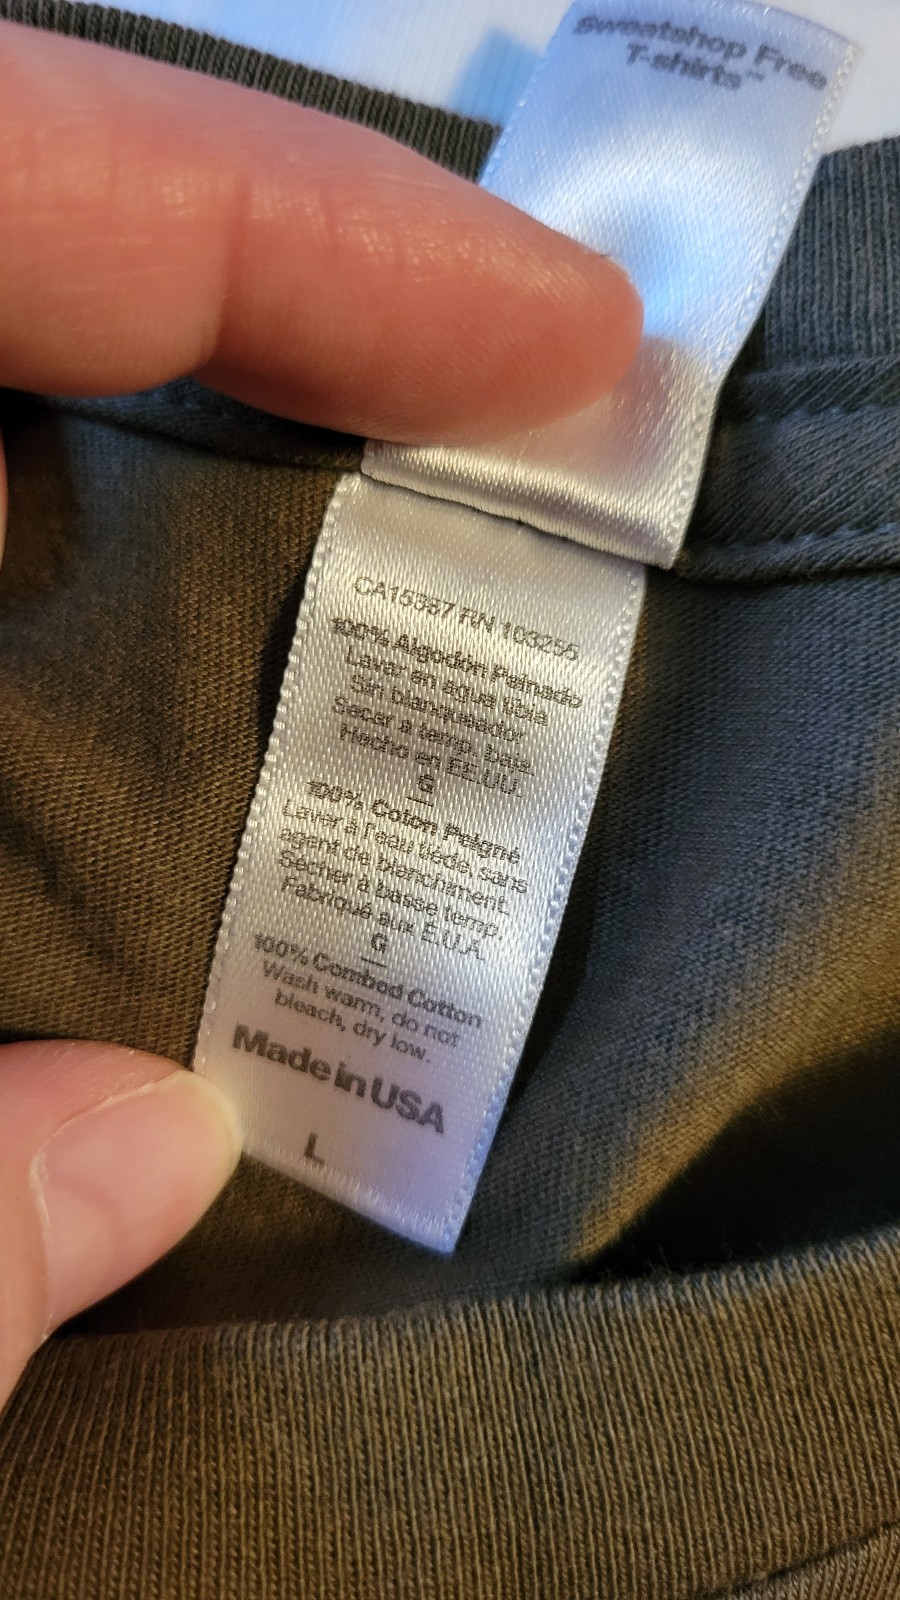 Sweatshop Free
T-shirts™
CA15367 RN 103255
100% Algodón Peinado
Lavar en agua tibia
Sin blanqueador
Secar a temp. baja.
Hecho en EE.UU.
G
100% Coton Peigné
Laver à l'eau tiède, sans
agent de blanchiment.
Sécher à basse temp.
Fabriqué aux E.U.A.
G
100% Combed Cotton
Wash warm, do not
bleach, dry low.
Made in USA
L